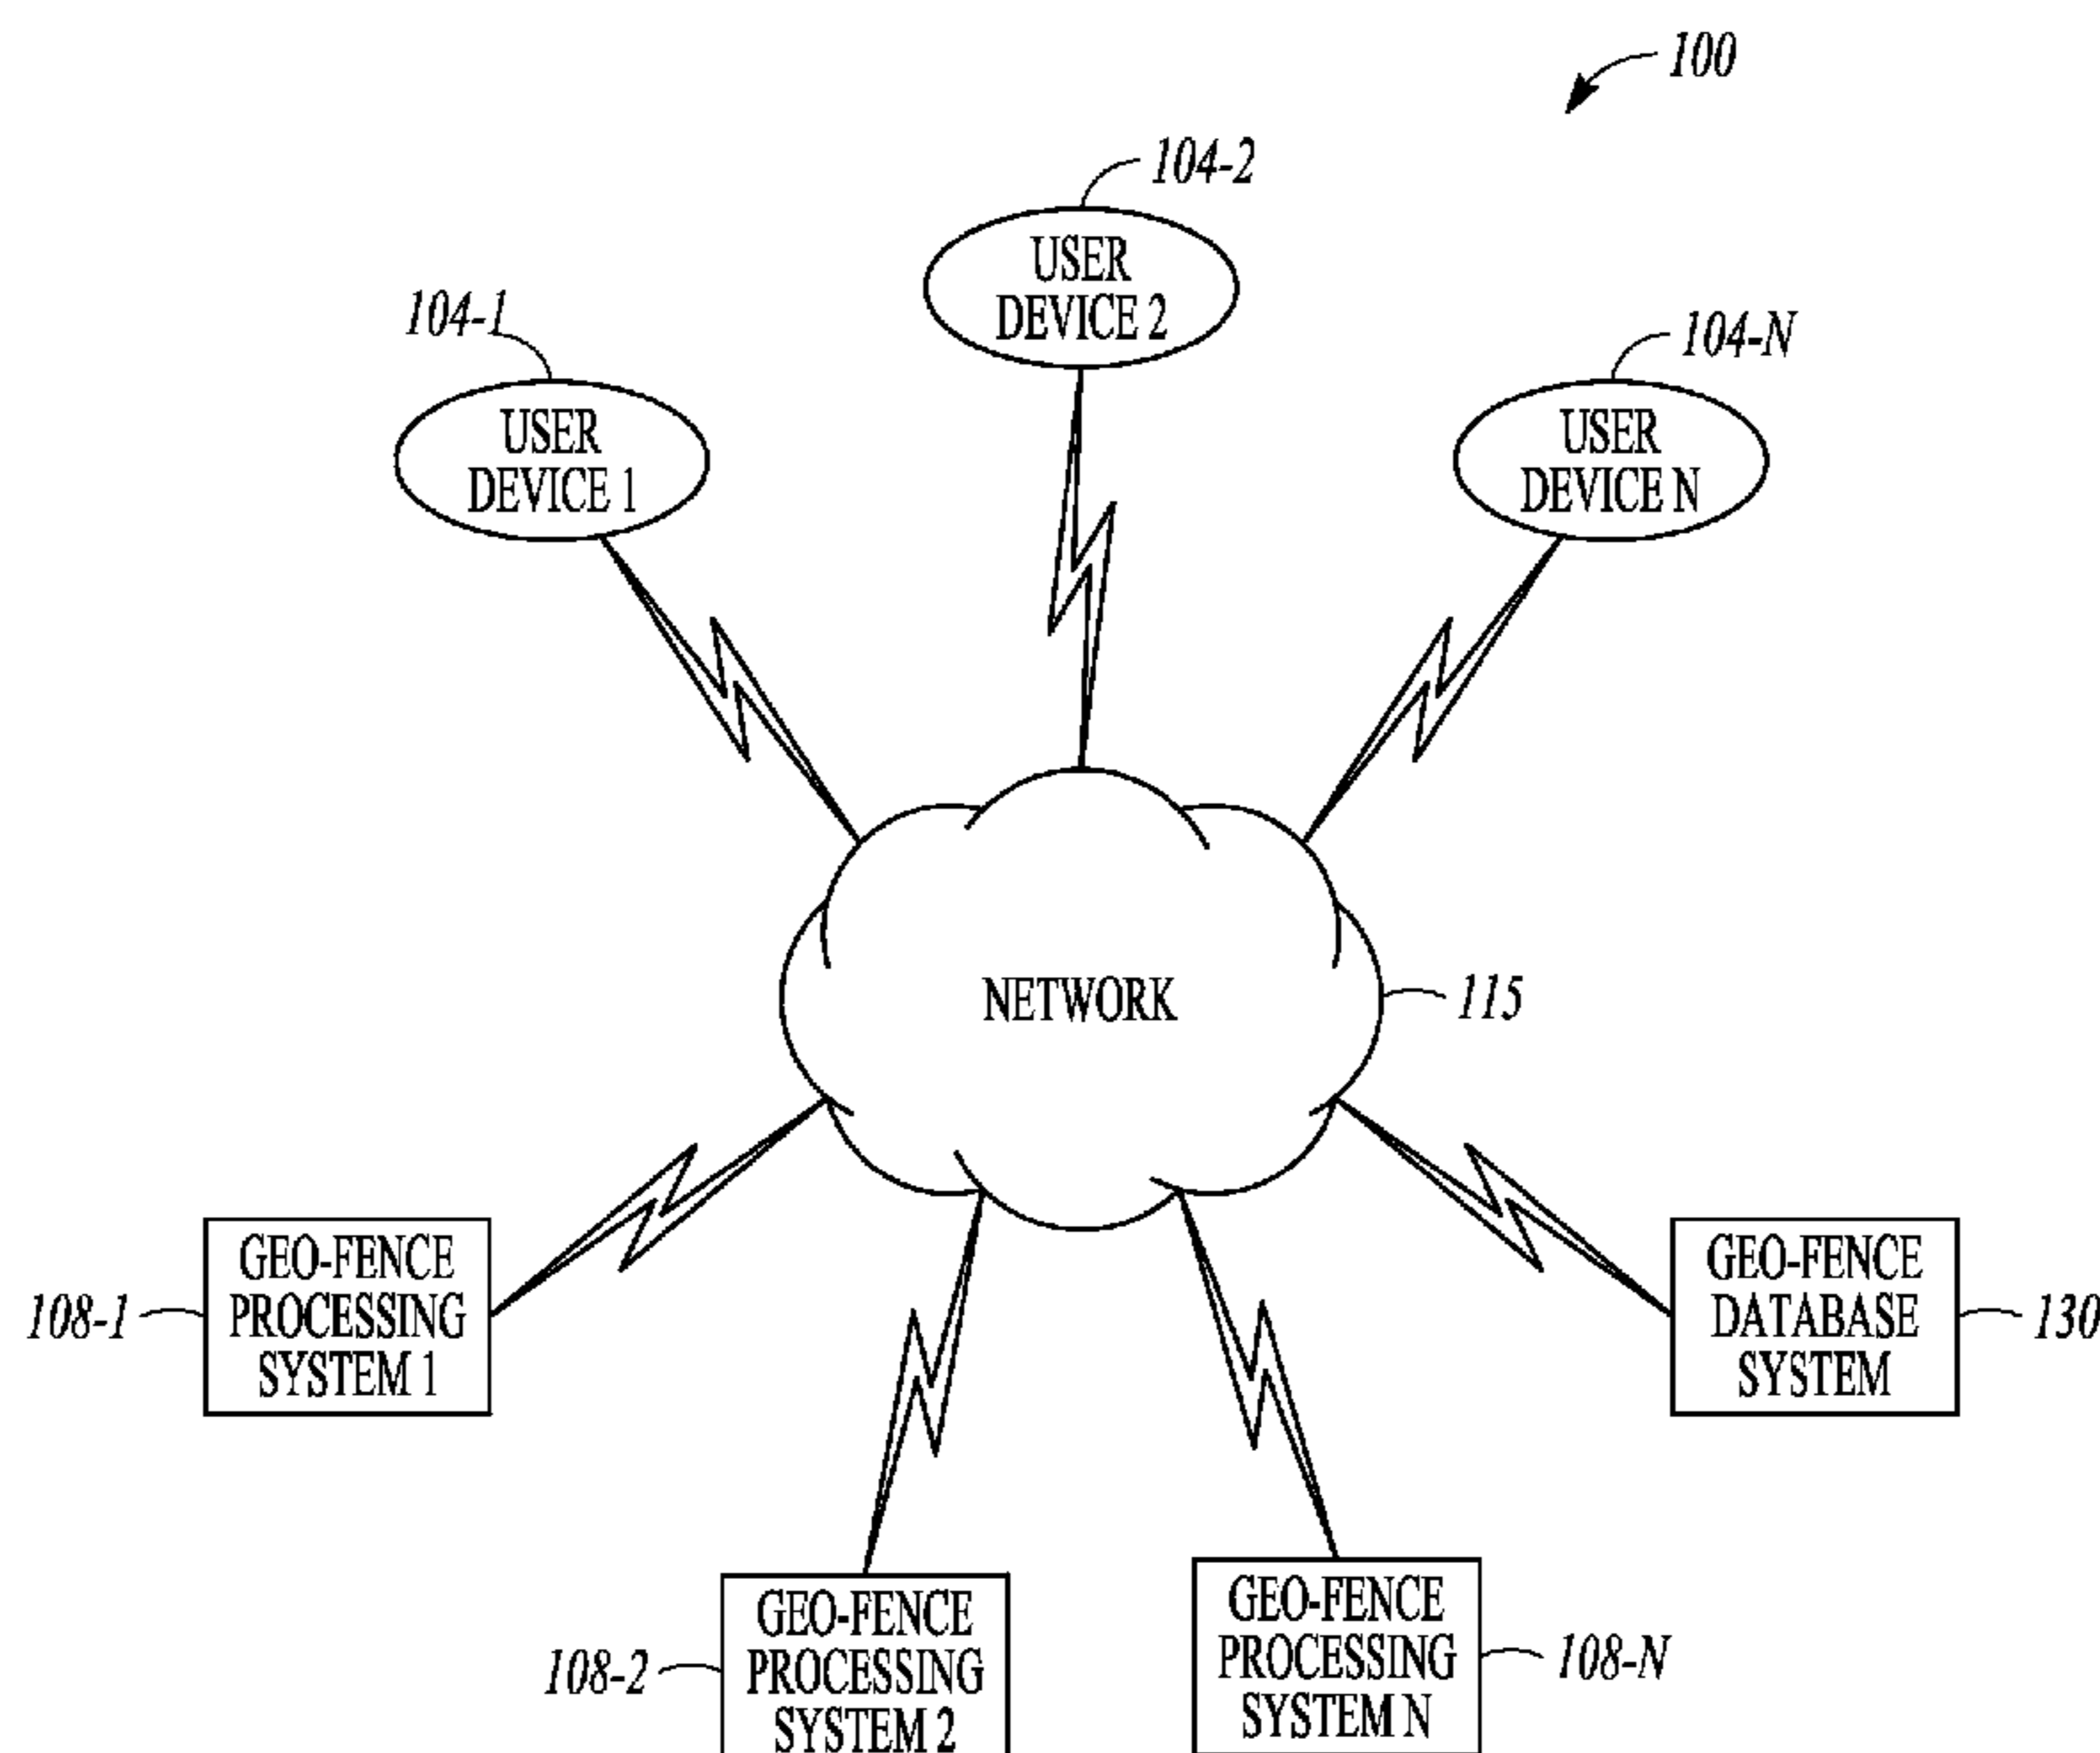 100
104-2
USER
DEVICE 2
104-1
USER
DEVICE 1
104-N
USER
DEVICE N
NETWORK
115
108-1
GEO-FENCE
PROCESSING
SYSTEM 1
GEO-FENCE
DATABASE
SYSTEM
130
108-2
GEO-FENCE
PROCESSING
SYSTEM 2
GEO-FENCE
PROCESSING
SYSTEM N
108-N